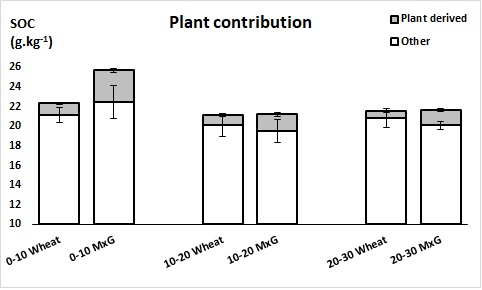 SOC
(g.kg⁻¹)
Plant contribution
Plant derived
Other
26
24
22
20
18
16
14
12
10
0-10 Wheat
0-10 MxG
10-20 Wheat
10-20 MxG
20-30 Wheat
20-30 MxG